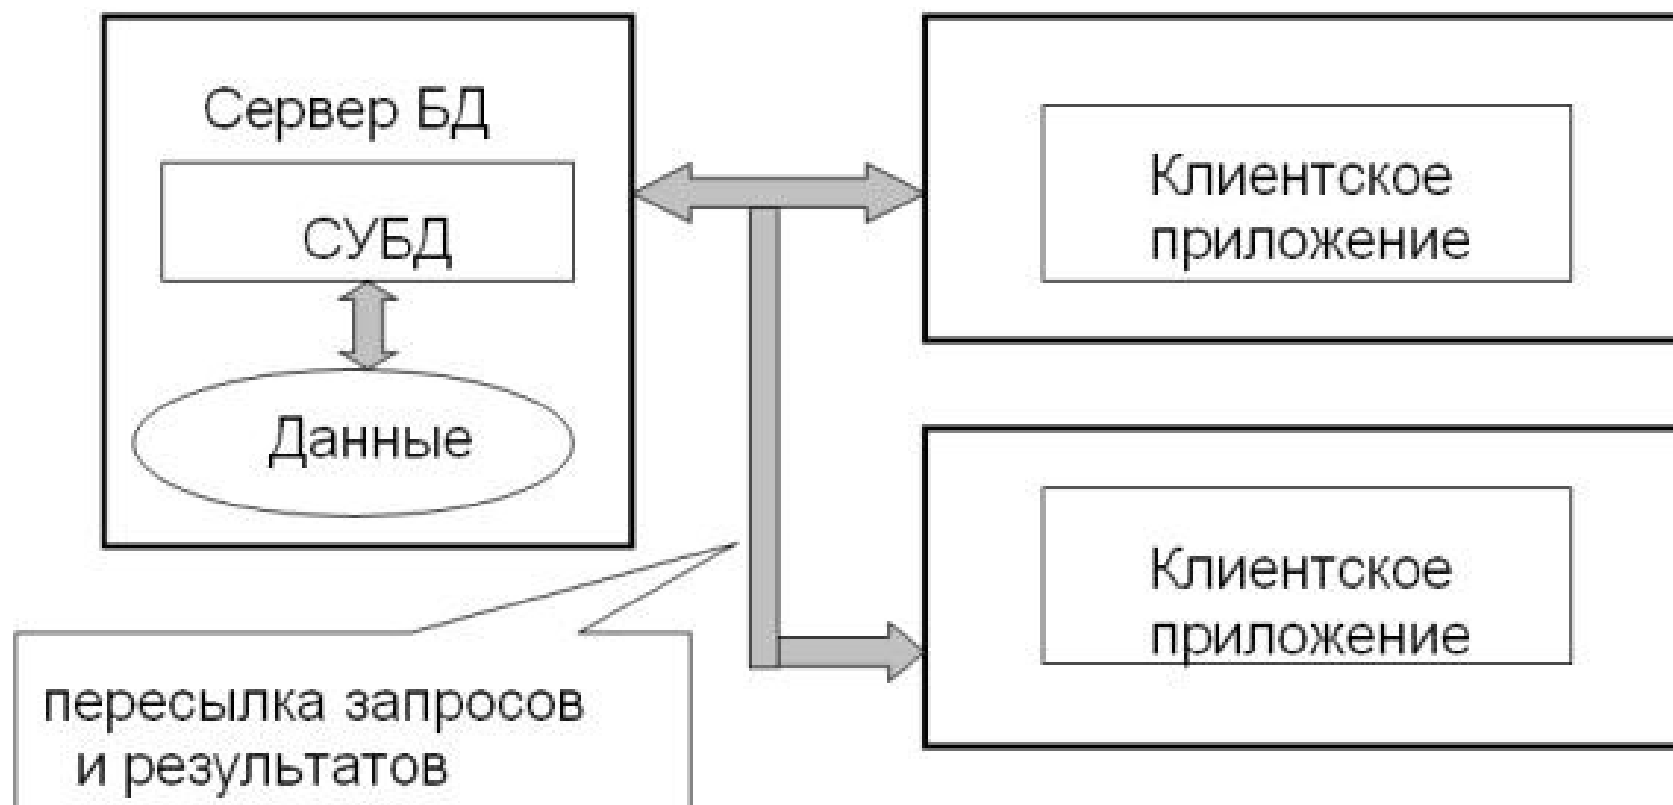 Сервер БД
СУБД
Данные
Клиентское
приложение
Клиентское
приложение
пересылка запросов
и результатов